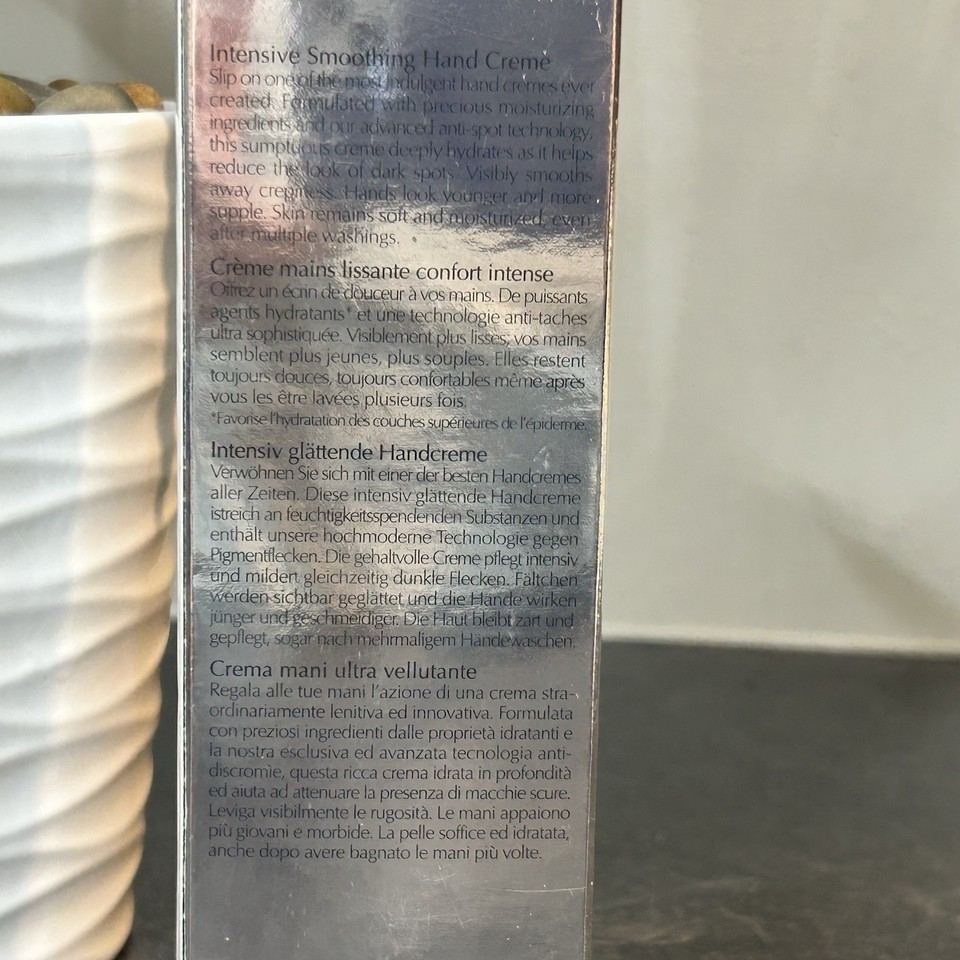 Intensive Smoothing Hand Creme
Slip on one of the most indulgent hand cremes ever
created. Formulated with precious moisturizing
ingredients and our advanced anti-spot technology,
this sumptuous creme deeply hydrates as it helps
reduce the look of dark spots. Visibly smooths
away crepiness. Hands look younger and more
supple. Skin remains soft and moisturized, even
after multiple washings.
Crème mains lissante confort intense
Offrez un écrin de douceur à vos mains. De puissants
agents hydratants* et une technologie anti-taches
ultra sophistiquée. Visiblement plus lisses, vos mains
semblent plus jeunes, plus souples. Elles restent
toujours douces, toujours confortables même après
vous les être lavées plusieurs fois.
*Favorise l'hydratation des couches supérieures de l'épiderme.
Intensiv glättende Handcreme
Verwöhnen Sie sich mit einer der besten Handcremes
aller Zeiten. Diese intensiv glättende Handcreme
ist reich an feuchtigkeitsspendenden Substanzen und
enthält unsere hochmoderne Technologie gegen
Pigmentflecken. Die gehaltvolle Creme pflegt intensiv
und mildert gleichzeitig dunkle Flecken. Fältchen
werden sichtbar geglättet und die Hände wirken
jünger und geschmeidiger. Die Haut bleibt zart und
gepflegt, sogar nach mehrmaligem Händewaschen.
Crema mani ultra vellutante
Regala alle tue mani l'azione di una crema stra-
ordinariamente lenitiva ed innovativa. Formulata
con preziosi ingredienti dalle proprietà idratanti e
la nostra esclusiva ed avanzata tecnologia anti-
discromie, questa ricca crema idrata in profondità
ed aiuta ad attenuare la presenza di macchie scure.
Leviga visibilmente le rugosità. Le mani appaiono
più giovani e morbide. La pelle soffice ed idratata,
anche dopo avere bagnato le mani più volte.